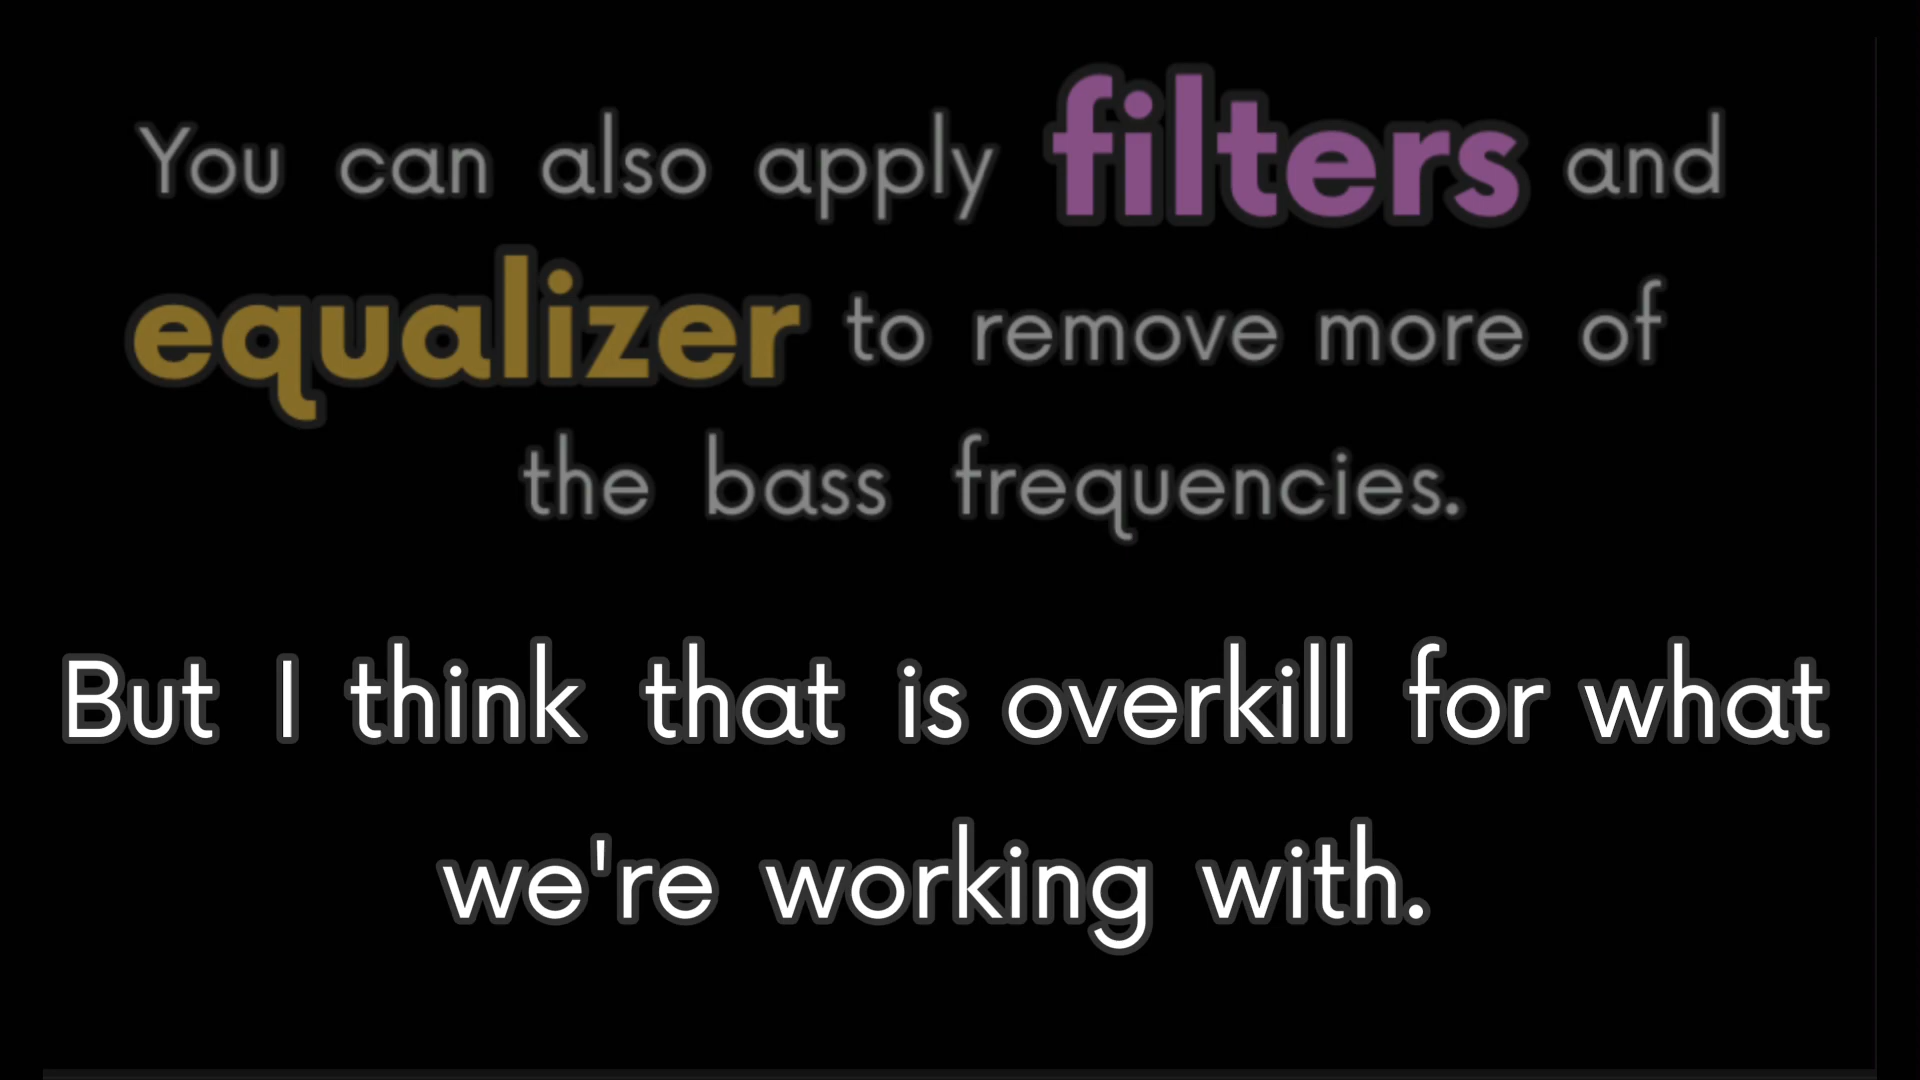 You can also apply filters and
equalizer to remove more of
the bass frequencies.
But I think that is overkill for what
we're working with.